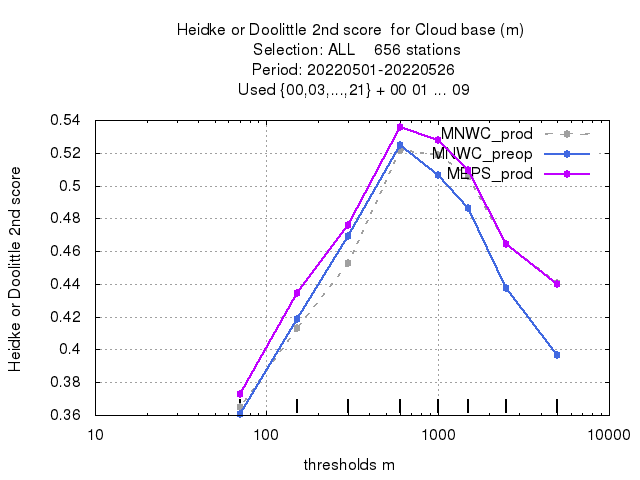 Heidke or Doolittle 2nd score  for Cloud base (m)
Selection: ALL    656 stations
Period: 20220501-20220526
Used {00,03,...,21} + 00 01 ... 09
Heidke or Doolittle 2nd score
0.54
0.52
0.5
0.48
0.46
0.44
0.42
0.4
0.38
0.36
MNWC_prod
MNWC_preop
MEPS_prod
10
100
1000
10000
thresholds m